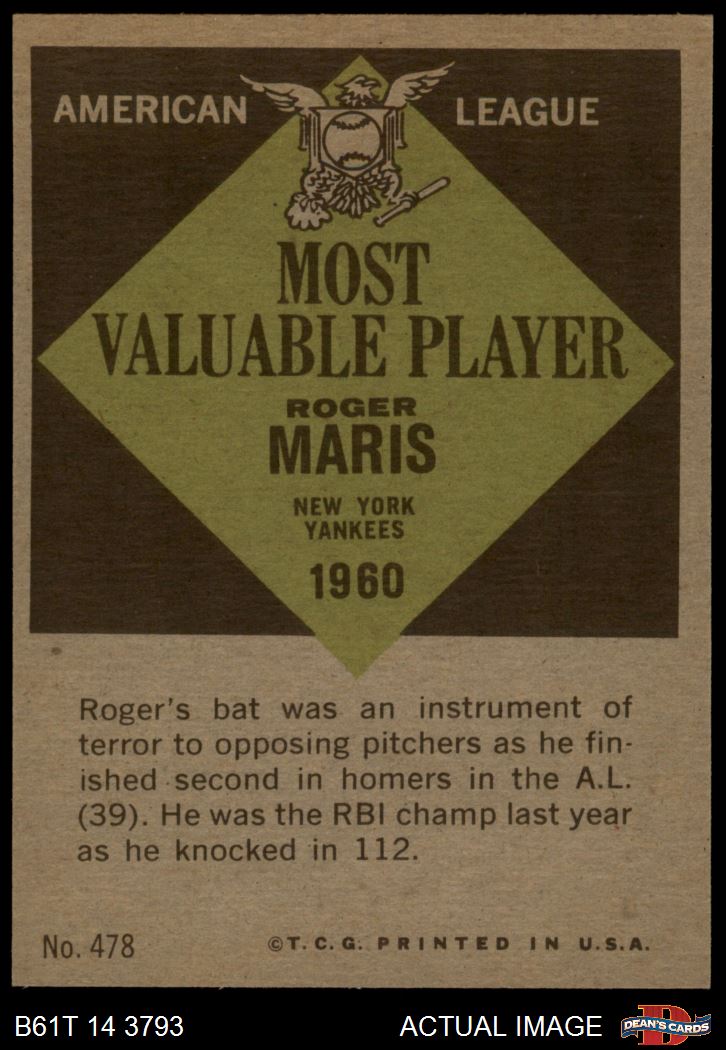 AMERICAN LEAGUE
MOST
VALUABLE PLAYER
ROGER
MARIS
NEW YORK
YANKEES
1960
Roger's bat was an instrument of
terror to opposing pitchers as he fin-
ished second in homers in the A.L.
(39). He was the RBI champ last year
as he knocked in 112.
No. 478 ©T.C.G. PRINTED IN U.S.A.
B61T 14 3793 ACTUAL IMAGE D DEAN'S CARDS